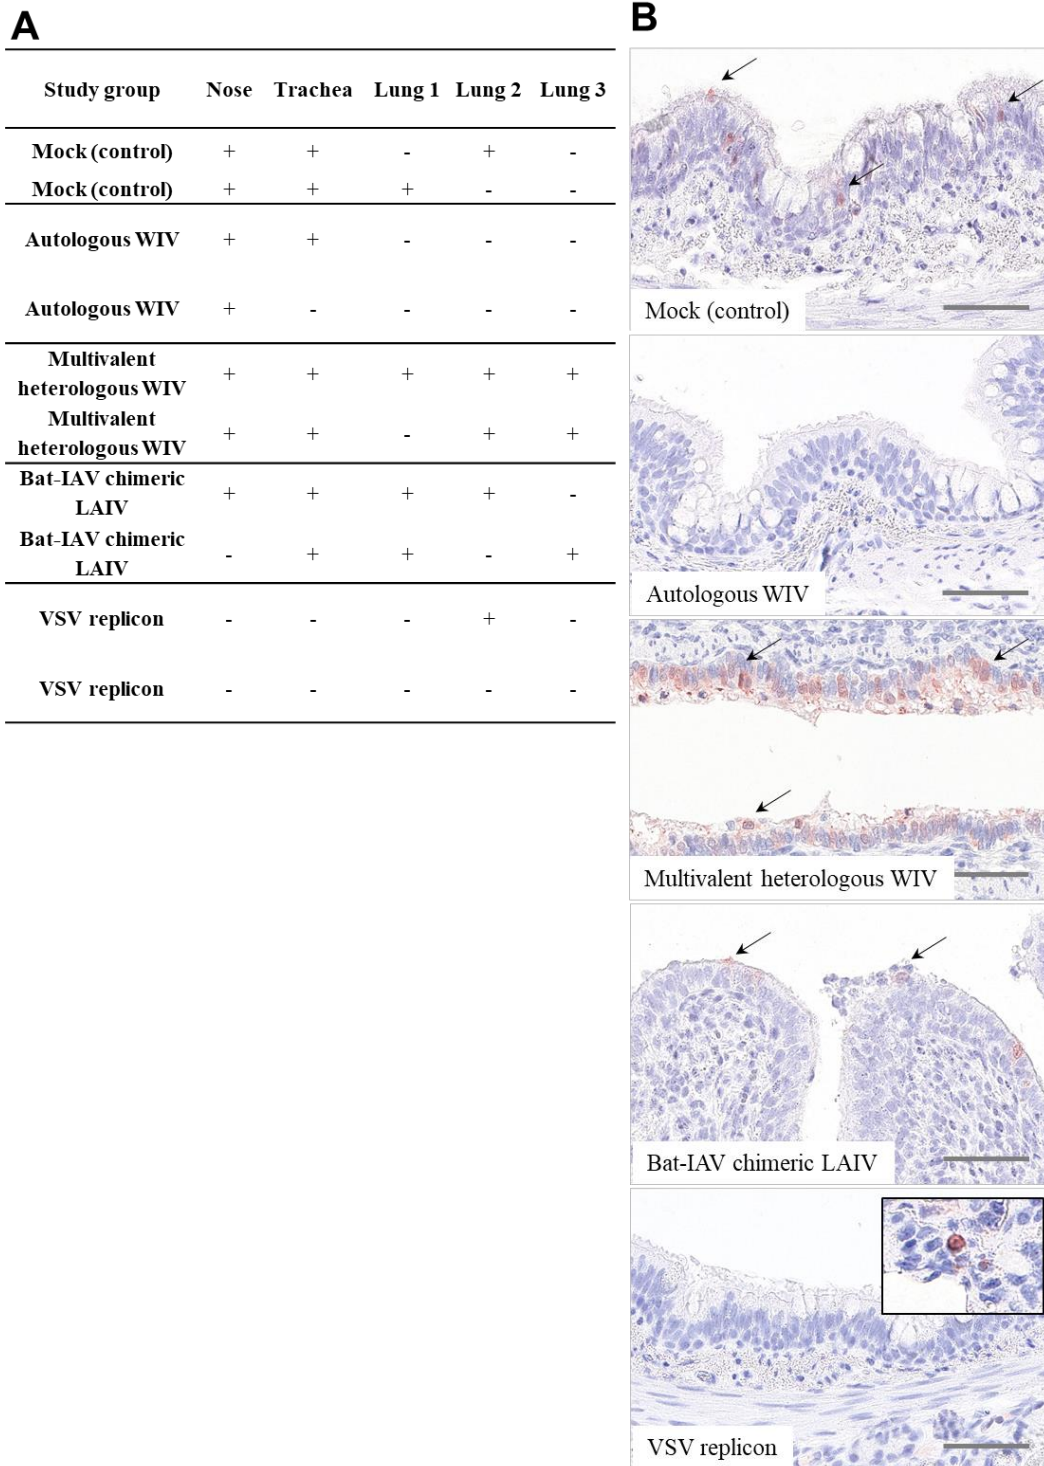 A
Study group Nose Trachea Lung 1 Lung 2 Lung 3
Mock (control) + + - + -
Mock (control) + + + - -
Autologous WIV + + - - -
Autologous WIV + - - - -
Multivalent
heterologous WIV + + + + +
Multivalent
heterologous WIV + + - + +
Bat-IAV chimeric
LAIV + + + + -
Bat-IAV chimeric
LAIV - + + - +
VSV replicon - - - + -
VSV replicon - - - - -
B
Mock (control)
Autologous WIV
Multivalent heterologous WIV
Bat-IAV chimeric LAIV
VSV replicon